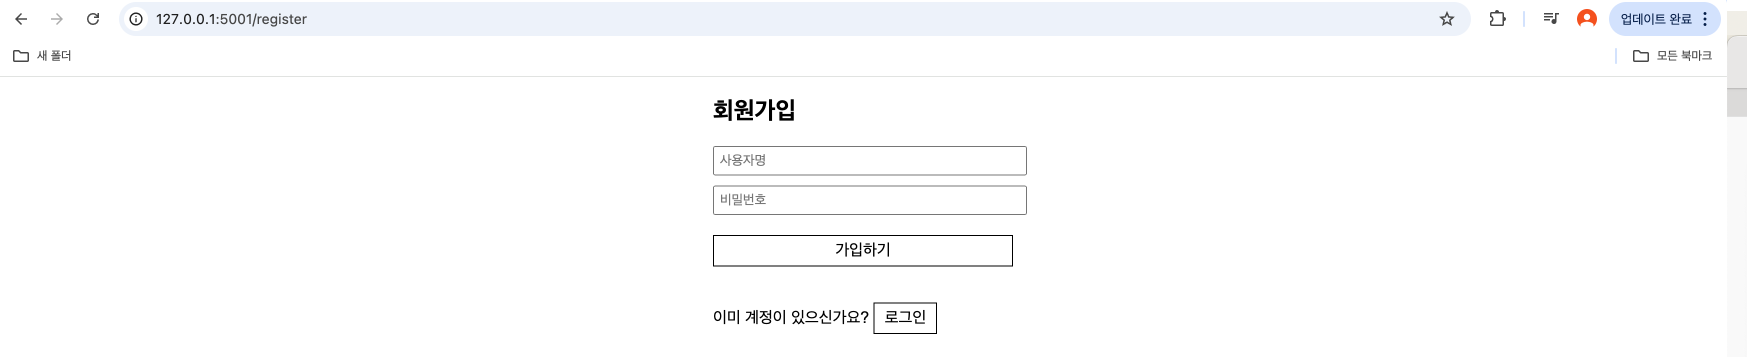 127.0.0.1:5001/register
업데이트 완료
새 폴더
모든 북마크
회원가입
사용자명
비밀번호
가입하기
이미 계정이 있으신가요? 로그인